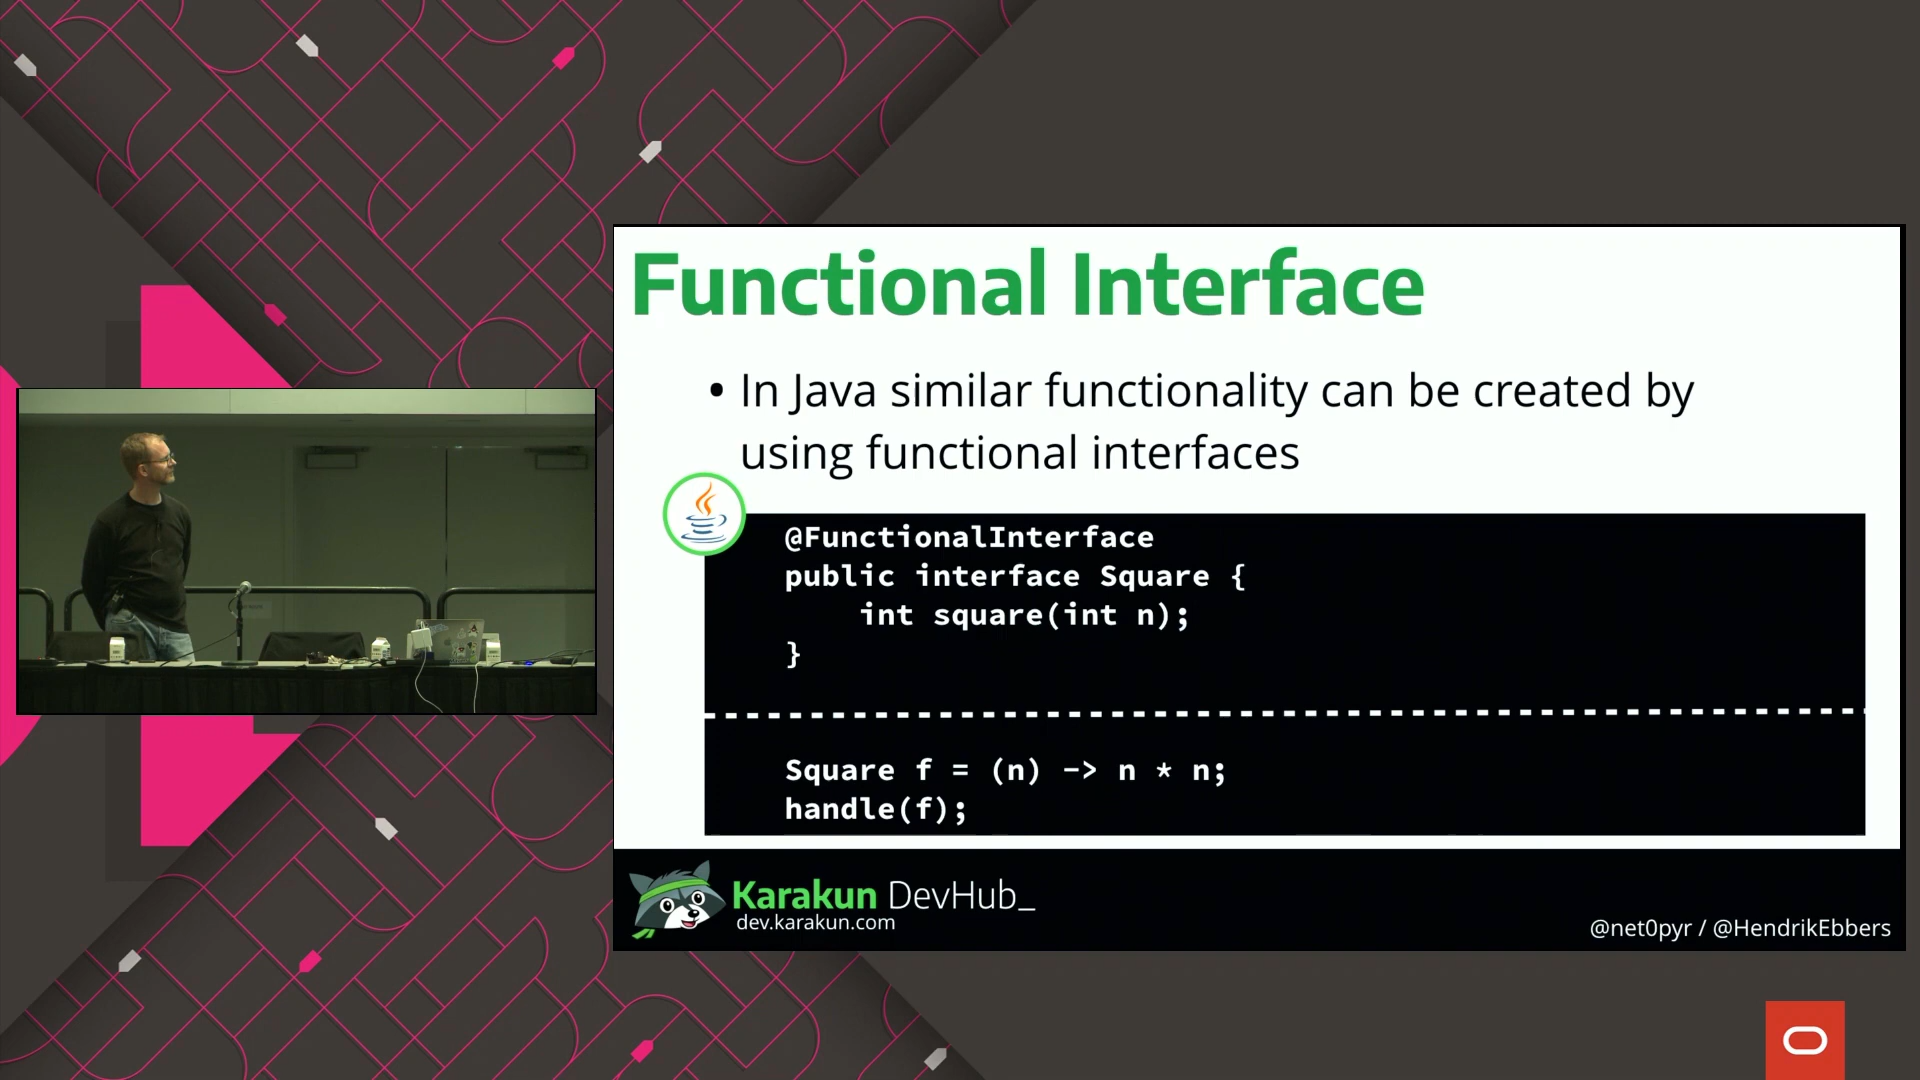 Functional Interface
• In Java similar functionality can be created by
using functional interfaces
@FunctionalInterface
public interface Square {
    int square(int n);
}
Square f = (n) -> n * n;
handle(f);
Karakun DevHub_
dev.karakun.com
@net0pyr / @HendrikEbbers